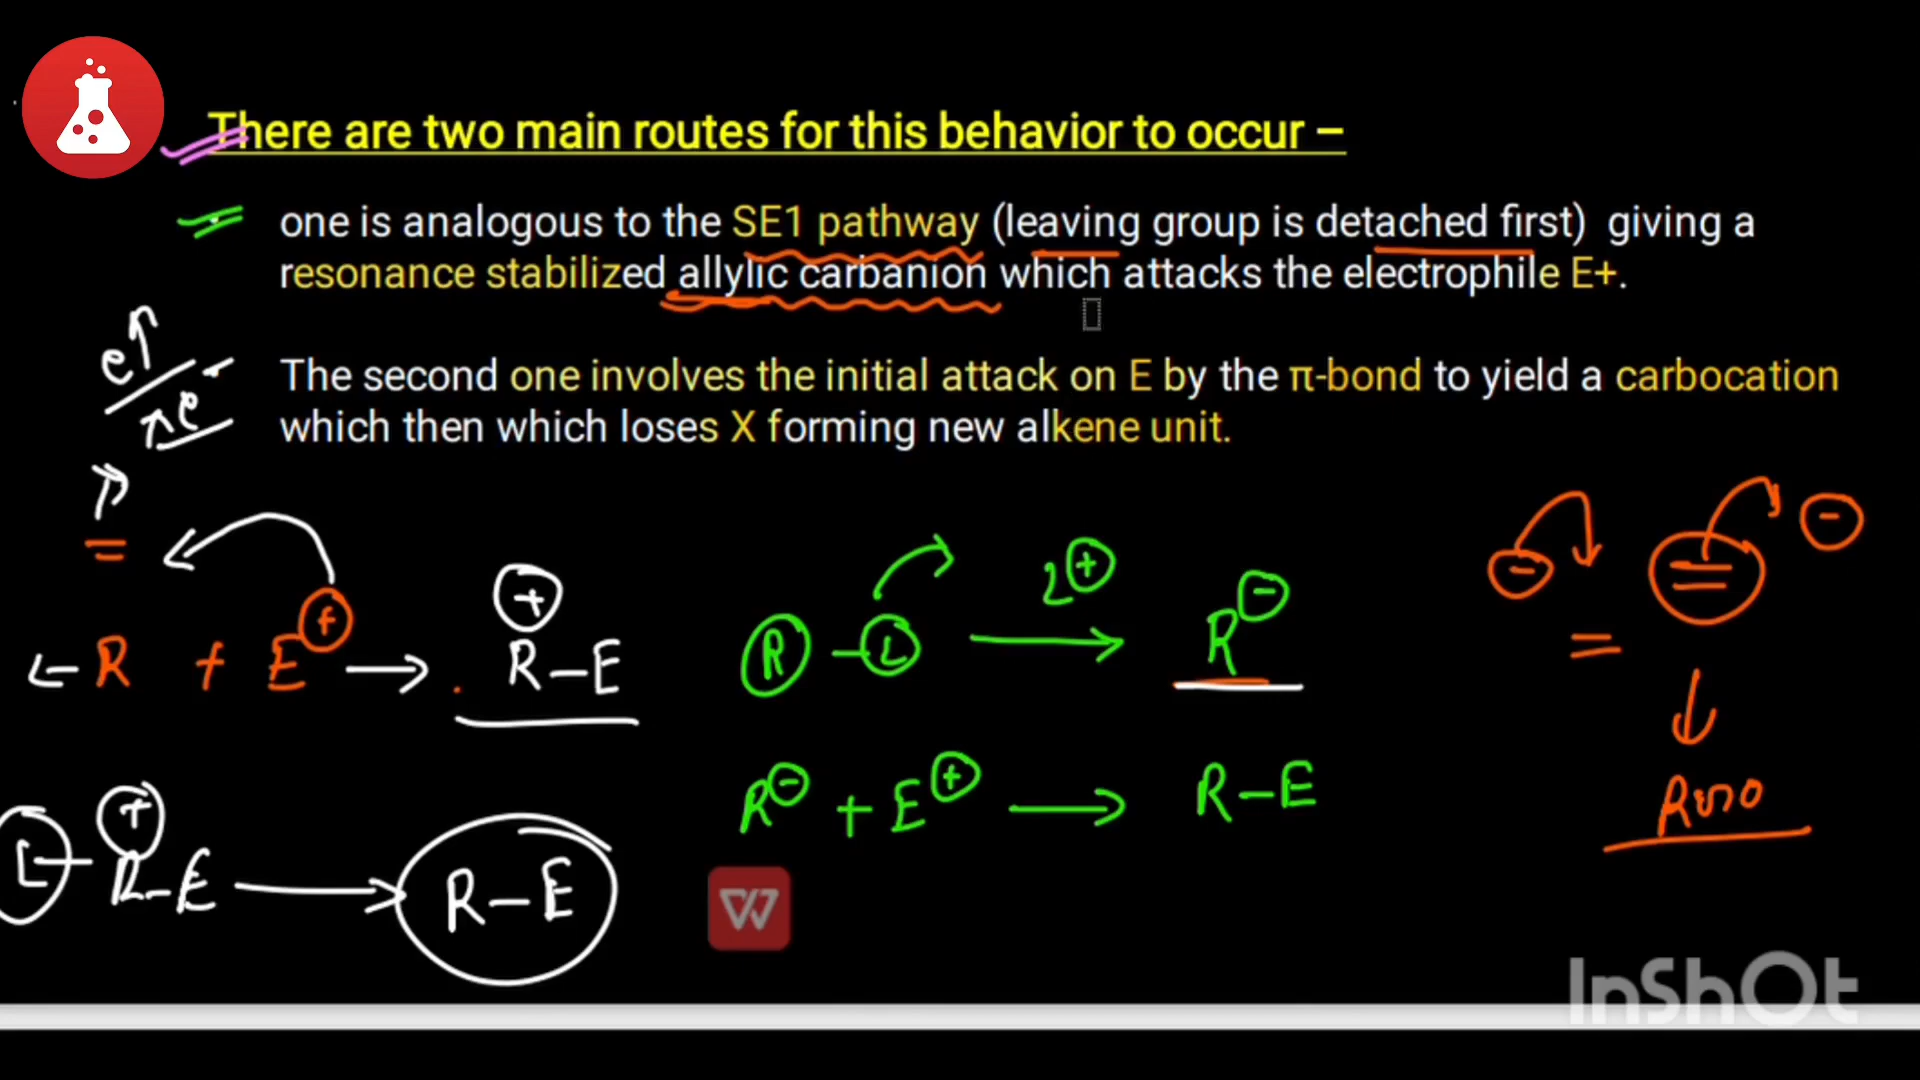 There are two main routes for this behavior to occur –
one is analogous to the SE1 pathway (leaving group is detached first) giving a
resonance stabilized allylic carbanion which attacks the electrophile E+.
The second one involves the initial attack on E by the π-bond to yield a carbocation
which then which loses X forming new alkene unit.
R + E⊕ → R–E
⊕
R – L → R⊖
R⊖ + E⊕ → R–E
L – R–E → R–E
⊕
InShOt